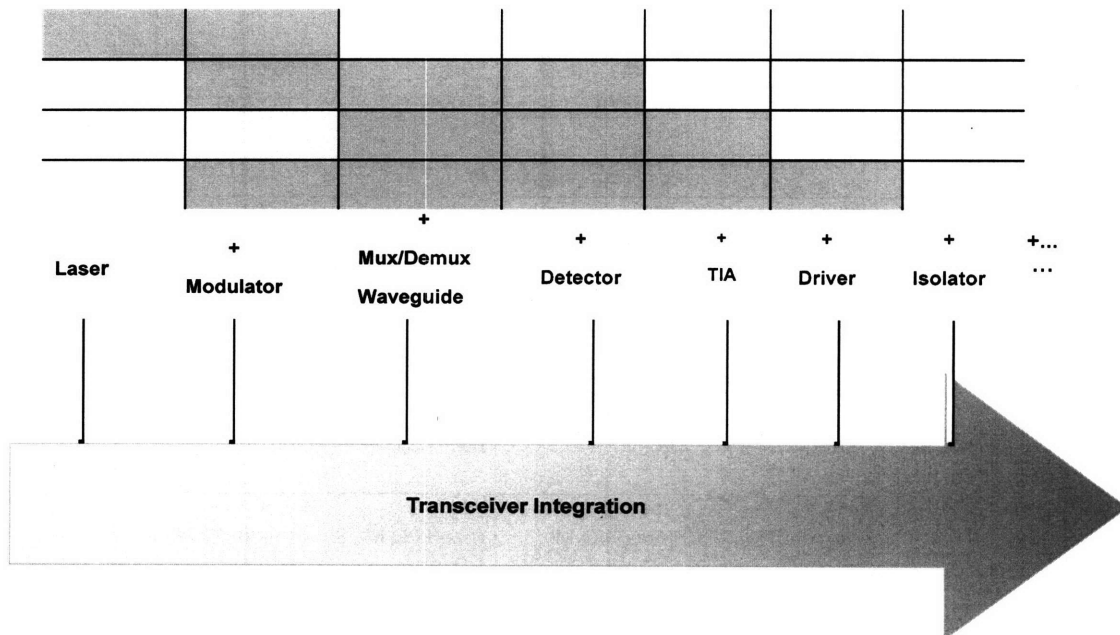 Laser
+
Modulator
+
Mux/Demux
Waveguide
+
Detector
+
TIA
+
Driver
+
Isolator
+...
...
Transceiver Integration